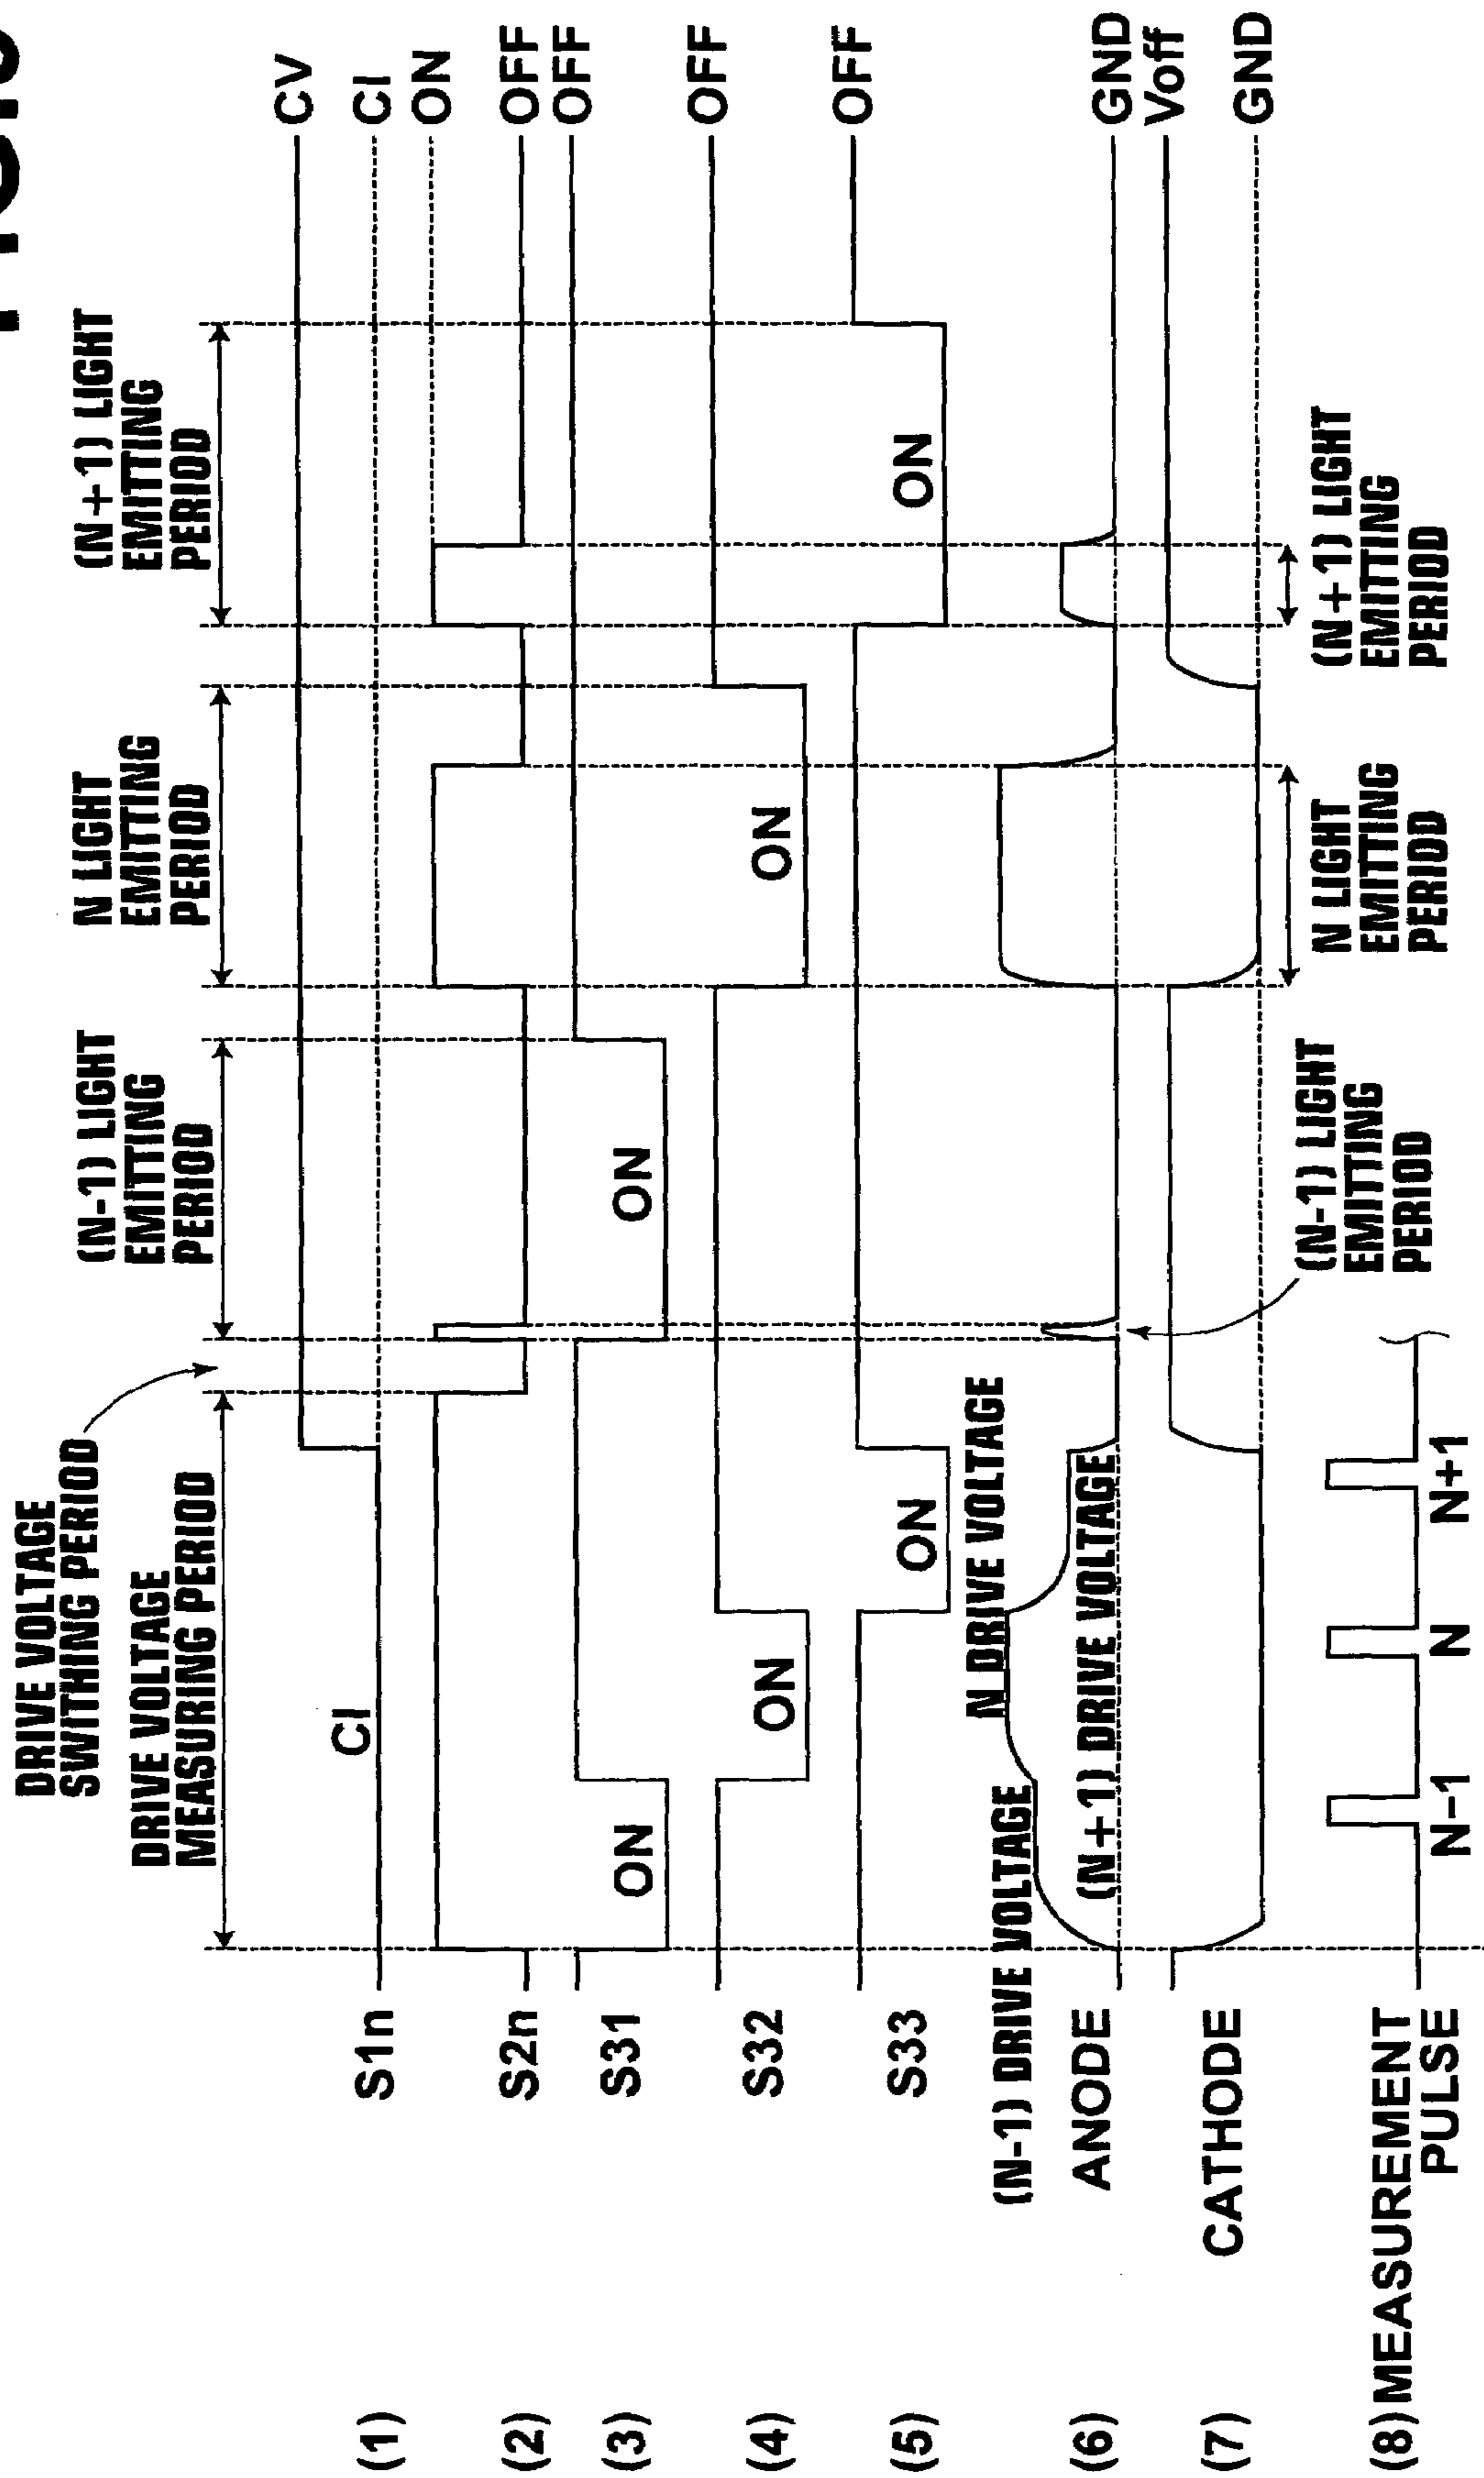 DRIVE VOLTAGE
SWITHING PERIOD
DRIVE VOLTAGE
MEASURING PERIOD
(N-1) LIGHT
EMITTING
PERIOD
N LIGHT
EMITTING
PERIOD
(N+1) LIGHT
EMITTING
PERIOD
(1) S1n CI CV
CI
(2) S2n ON
OFF
(3) S31 ON ON OFF
(4) S32 ON ON OFF
(5) S33 ON ON OFF
N DRIVE VOLTAGE
(N-1) DRIVE VOLTAGE
(N+1) DRIVE VOLTAGE
(6) ANODE GND
(7) CATHODE Voff
GND
(N-1) LIGHT
EMITTING
PERIOD
N LIGHT
EMITTING
PERIOD
(N+1) LIGHT
EMITTING
PERIOD
(8) MEASUREMENT
PULSE
N-1 N N+1